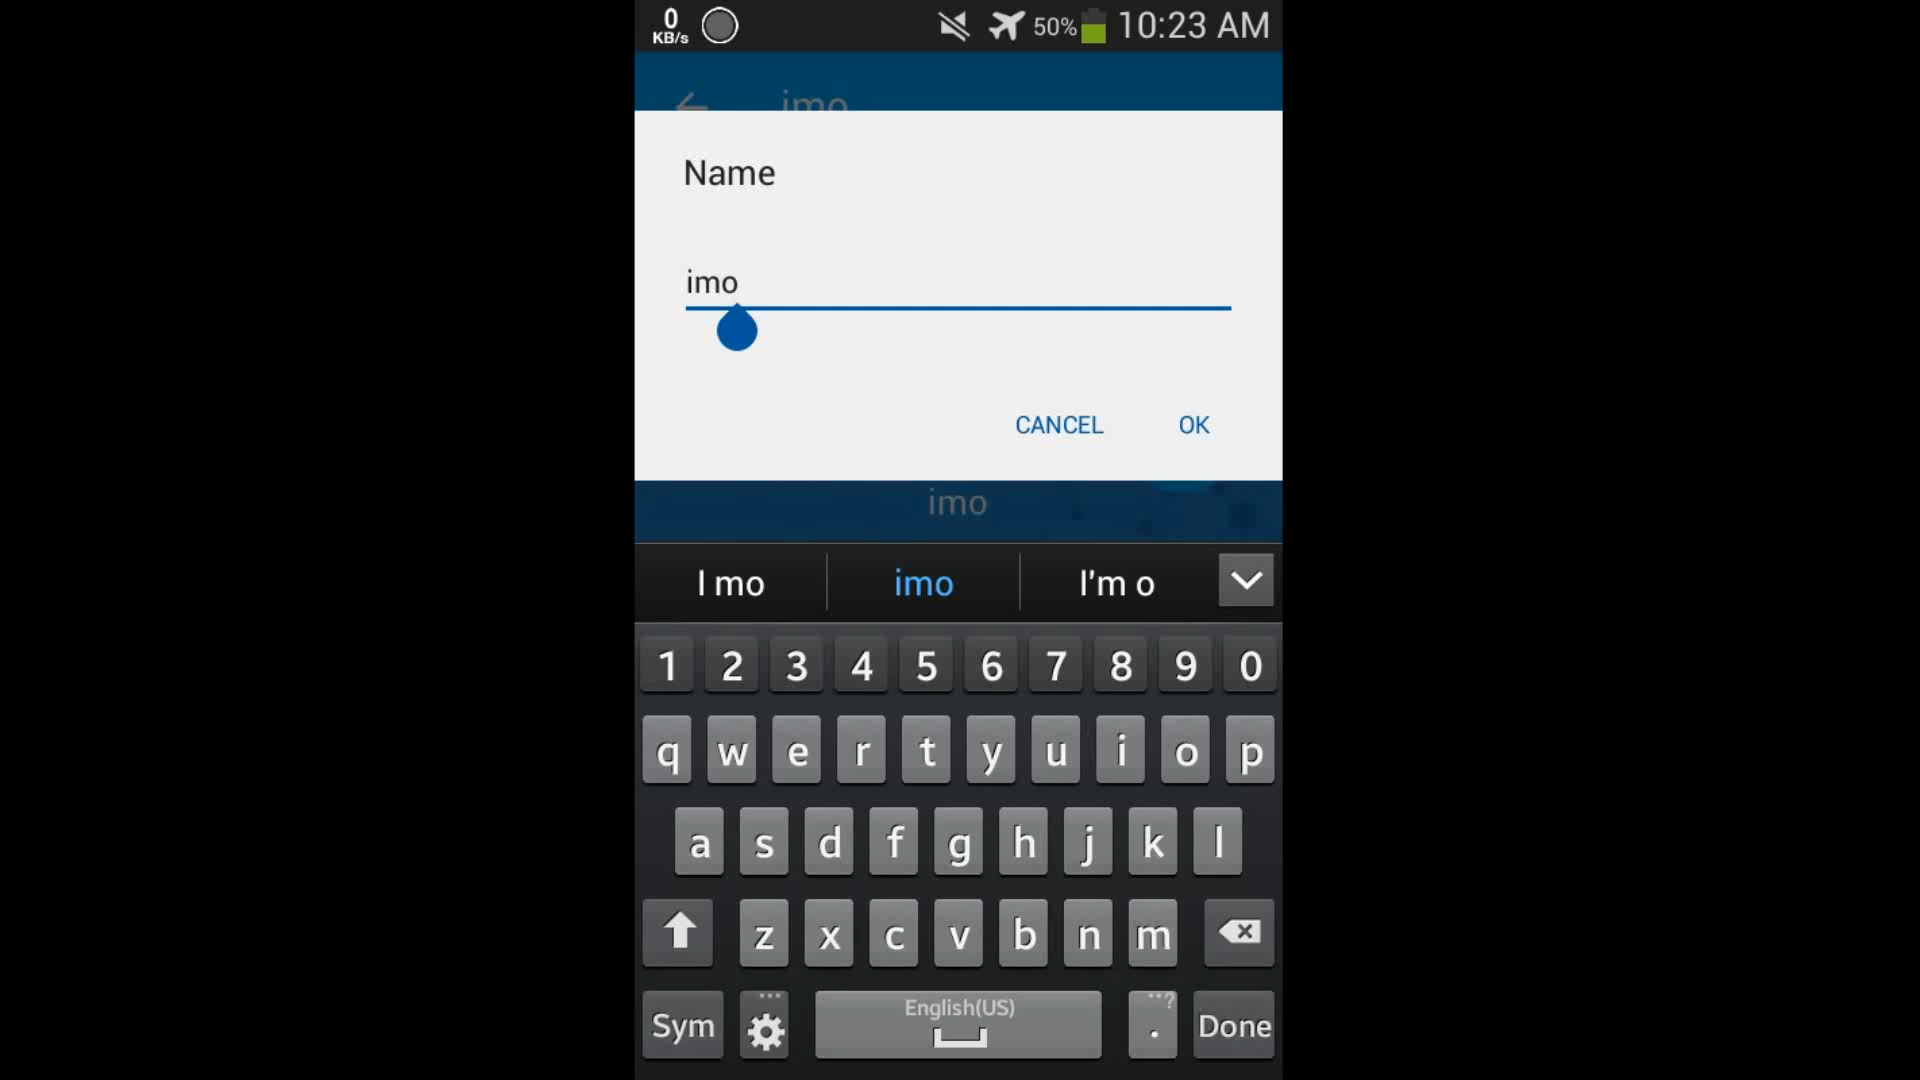 0
KB/s
50% 10:23 AM
imo
Name
imo
CANCEL OK
imo
I mo imo I'm o
1 2 3 4 5 6 7 8 9 0
q w e r t y u i o p
a s d f g h j k l
z x c v b n m
Sym English(US) . ...? Done